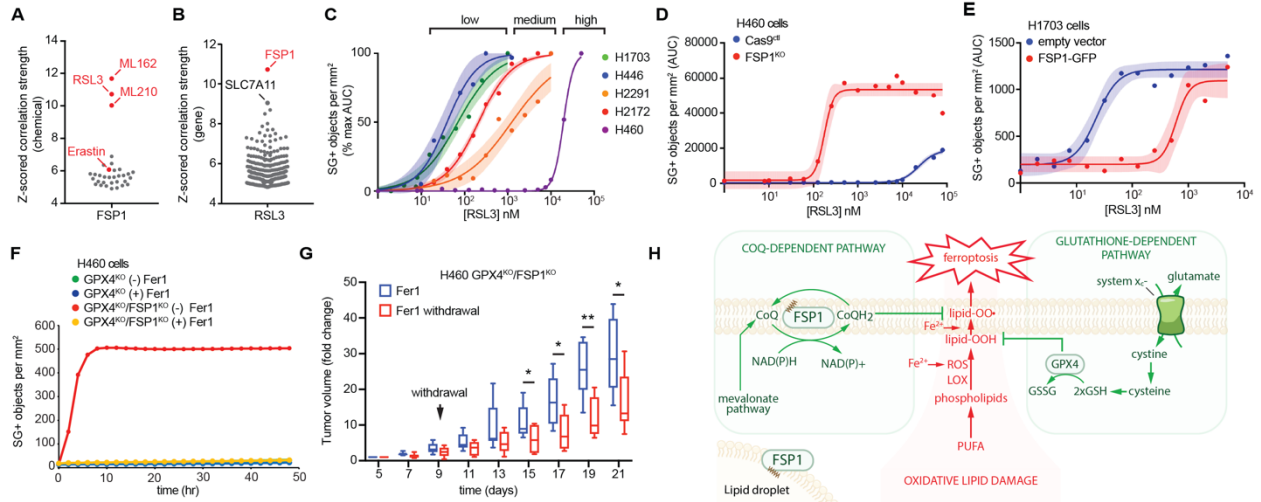 A
Z-scored correlation strength
(chemical)
14
12
10
8
6
4
ML162
RSL3
ML210
Erastin
FSP1
B
Z-scored correlation strength
(gene)
12
10
8
6
4
FSP1
SLC7A11
RSL3
C
low
medium
high
SG+ objects per mm²
(% max AUC)
100
50
0
10¹
10²
10³
10⁴
10⁵
[RSL3] nM
H1703
H446
H2291
H2172
H460
D
H460 cells
Cas9ctl
FSP1KO
SG+ objects per mm² (AUC)
80000
60000
40000
20000
0
10¹
10²
10³
10⁴
10⁵
[RSL3] nM
E
H1703 cells
empty vector
FSP1-GFP
SG+ objects per mm² (AUC)
1500
1000
500
0
10¹
10²
10³
10⁴
[RSL3] nM
F
H460 cells
GPX4KO (-) Fer1
GPX4KO (+) Fer1
GPX4KO/FSP1KO (-) Fer1
GPX4KO/FSP1KO (+) Fer1
SG+ objects per mm²
600
500
400
300
200
100
0
0 10 20 30 40 50
time (hr)
G
H460 GPX4KO/FSP1KO
Fer1
Fer1 withdrawal
Tumor volume (fold change)
50
40
30
20
10
0
withdrawal
*
*
**
*
5 7 9 11 13 15 17 19 21
time (days)
H
COQ-DEPENDENT PATHWAY
GLUTATHIONE-DEPENDENT
PATHWAY
ferroptosis
system xc-
glutamate
CoQ
FSP1
CoQH2
lipid-OO•
Fe2+
lipid-OOH
NAD(P)H
NAD(P)+
Fe2+
ROS
LOX
phospholipids
PUFA
mevalonate
pathway
GPX4
GSSG
2xGSH
cystine
cysteine
FSP1
Lipid droplet
OXIDATIVE LIPID DAMAGE